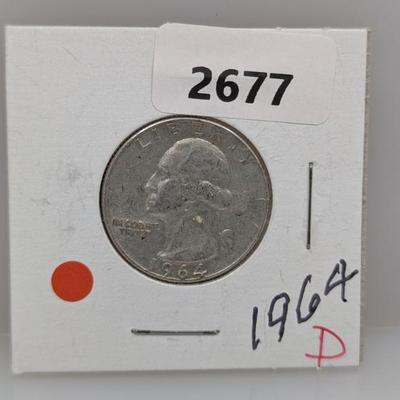 2677
LIBERTY
IN GOD WE
TRUST
1964
1964
D